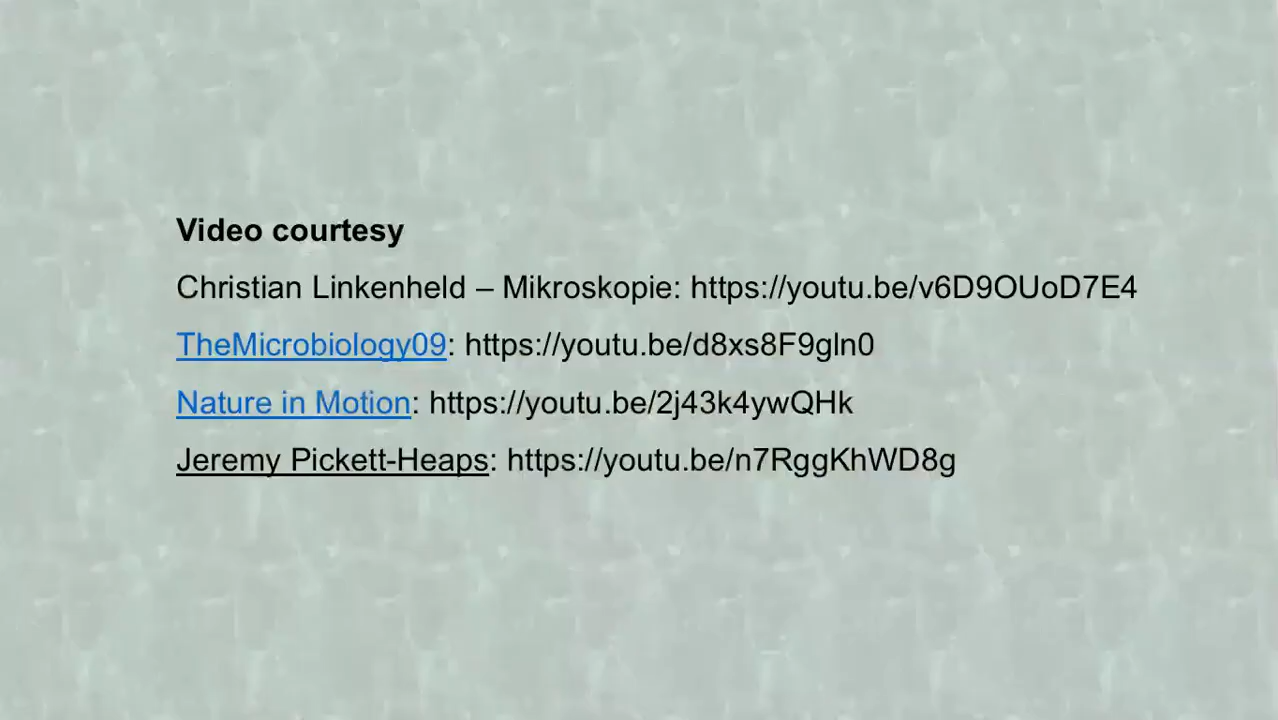 Video courtesy
Christian Linkenheld – Mikroskopie: https://youtu.be/v6D9OUoD7E4
TheMicrobiology09: https://youtu.be/d8xs8F9gln0
Nature in Motion: https://youtu.be/2j43k4ywQHk
Jeremy Pickett-Heaps: https://youtu.be/n7RggKhWD8g